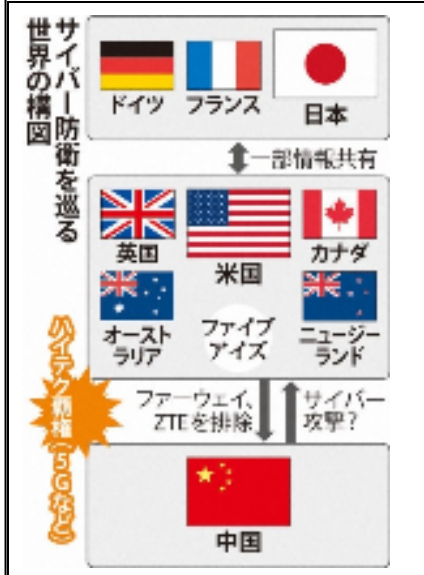 サイバー防衛を巡る
世界の構図
ドイツ
フランス
日本
一部情報共有
英国
米国
カナダ
オースト
ラリア
ファイブ
アイズ
ニュージー
ランド
ハイテク覇権(5Gなど)
ファーウェイ、
ZTEを排除
サイバー
攻撃?
中国